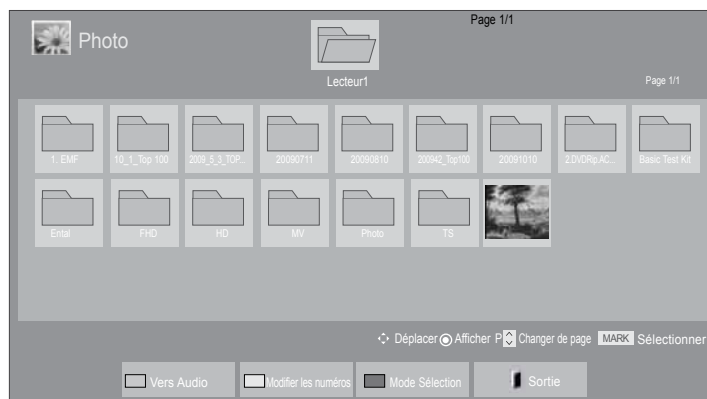 Page 1/1
Photo
Lecteur1
Page 1/1
1. EMF
10_1_Top 100
2009_5_3_TOP...
20090711
20090810
200942_Top100
20091010
2.DVDRip AC...
Basic Test Kit
Ental
FHD
HD
MV
Photo
TS
Déplacer Afficher P Changer de page MARK Sélectionner
Vers Audio Modifier les numéros Mode Sélection Sortie